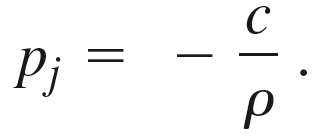 p_j = - c/ρ.